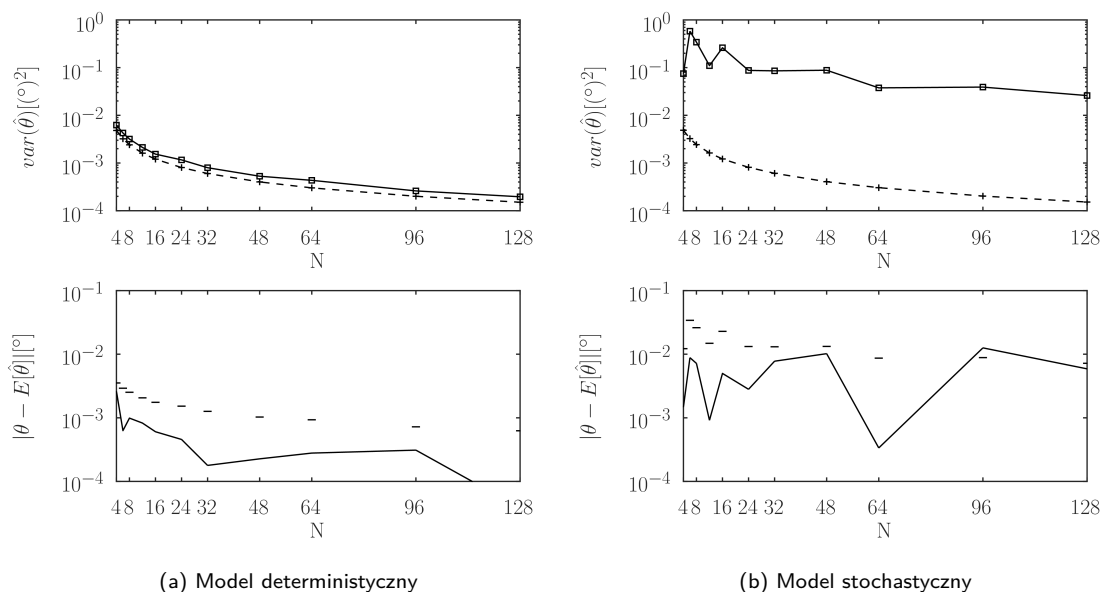 10⁰
10⁻¹
10⁻²
10⁻³
10⁻⁴
var(θ̂)[(°)²]
4 8 16 24 32 48 64 96 128
N
10⁰
10⁻¹
10⁻²
10⁻³
10⁻⁴
var(θ̂)[(°)²]
4 8 16 24 32 48 64 96 128
N
10⁻¹
10⁻²
10⁻³
10⁻⁴
|θ − E[θ̂]|[°]
4 8 16 24 32 48 64 96 128
N
10⁻¹
10⁻²
10⁻³
10⁻⁴
|θ − E[θ̂]|[°]
4 8 16 24 32 48 64 96 128
N
(a) Model deterministyczny
(b) Model stochastyczny